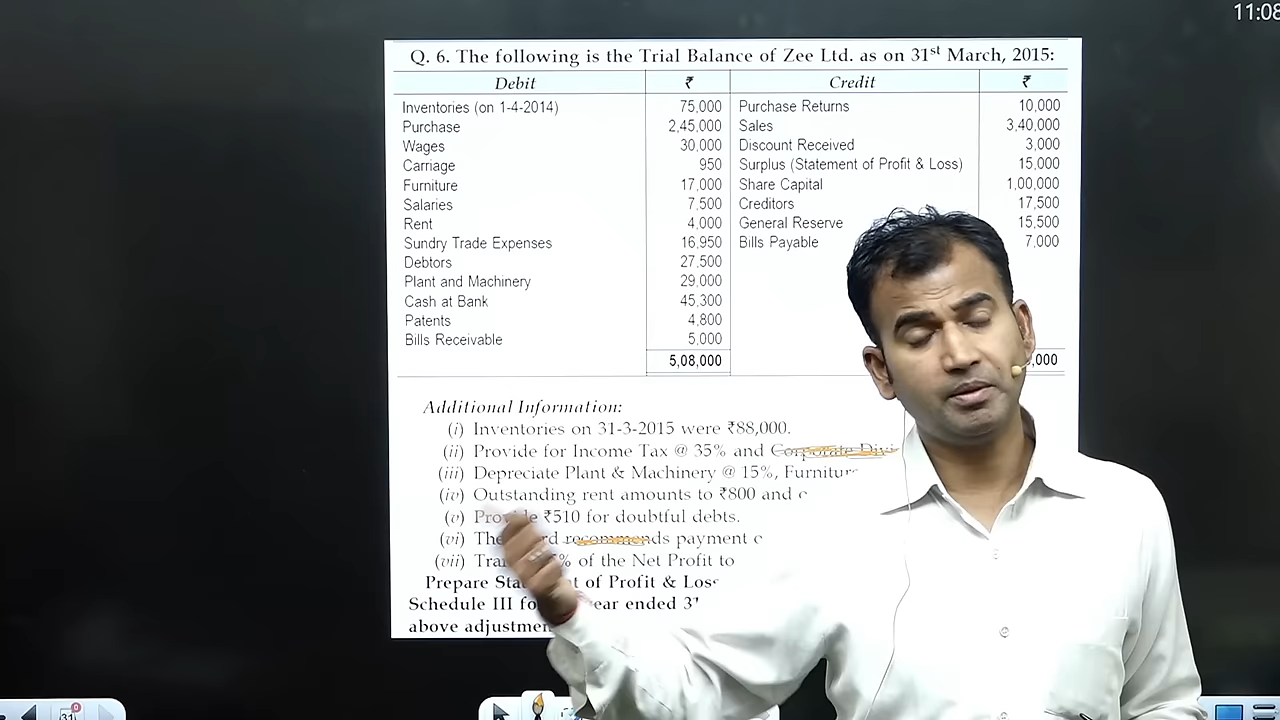 11:08
Q. 6. The following is the Trial Balance of Zee Ltd. as on 31st March, 2015:
Debit ₹ Credit ₹
Inventories (on 1-4-2014) 75,000 Purchase Returns 10,000
Purchase 2,45,000 Sales 3,40,000
Wages 30,000 Discount Received 3,000
Carriage 950 Surplus (Statement of Profit & Loss) 15,000
Furniture 17,000 Share Capital 1,00,000
Salaries 7,500 Creditors 17,500
Rent 4,000 General Reserve 15,500
Sundry Trade Expenses 16,950 Bills Payable 7,000
Debtors 27,500
Plant and Machinery 29,000
Cash at Bank 45,300
Patents 4,800
Bills Receivable 5,000
5,08,000 ,000
Additional Information:
(i) Inventories on 31-3-2015 were ₹88,000.
(ii) Provide for Income Tax @ 35% and Corporate Divi
(iii) Depreciate Plant & Machinery @ 15%, Furniture
(iv) Outstanding rent amounts to ₹800 and
(v) Provide ₹510 for doubtful debts.
(vi) The recommends payment
(vii) % of the Net Profit to
Prepare of Profit & Loss
Schedule III ended 31
above
31